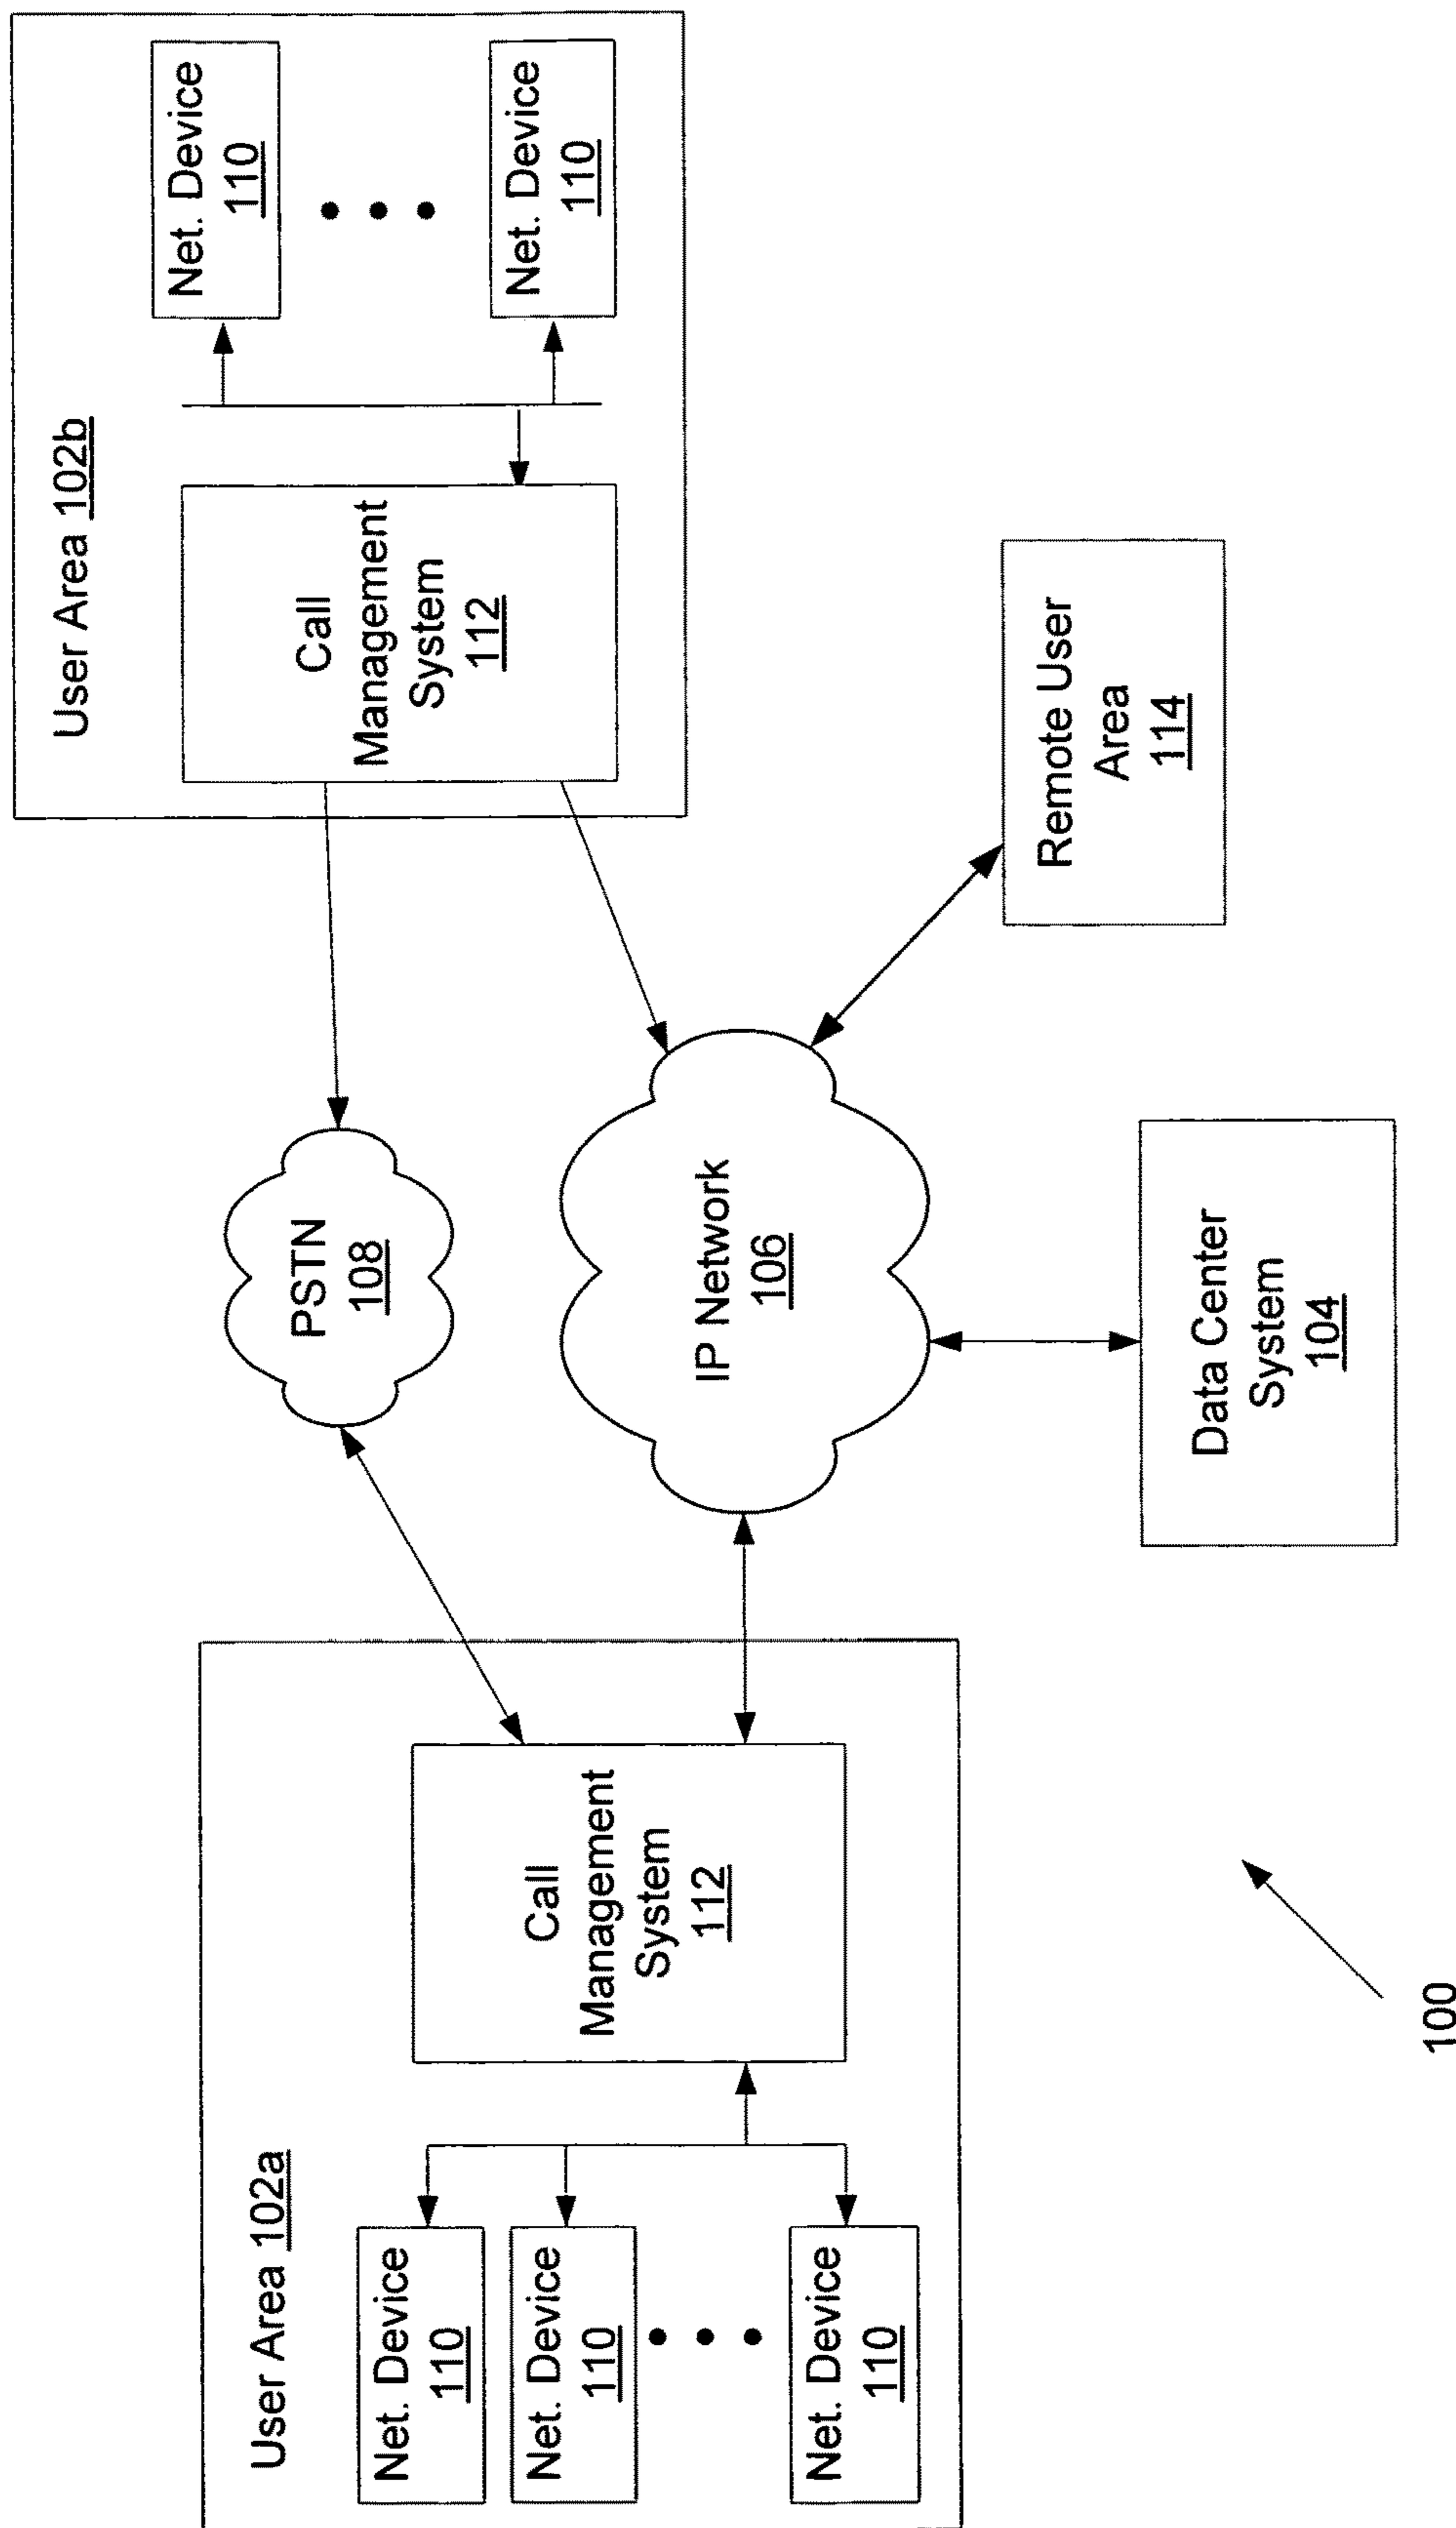 User Area 102a
Net. Device
110
Net. Device
110
Net. Device
110
Call
Management
System
112
PSTN
108
IP Network
106
Data Center
System
104
User Area 102b
Call
Management
System
112
Net. Device
110
Net. Device
110
Remote User
Area
114
100